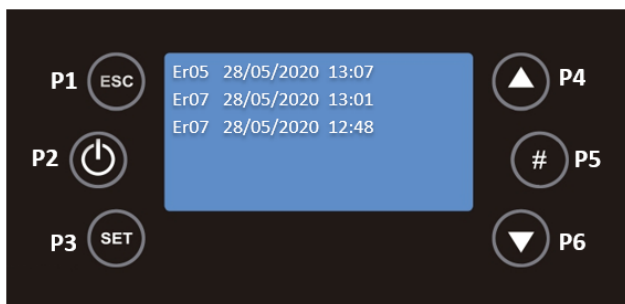 P1 ESC
Er05 28/05/2020 13:07
Er07 28/05/2020 13:01
Er07 28/05/2020 12:48
P4
P2
# P5
P3 SET
P6